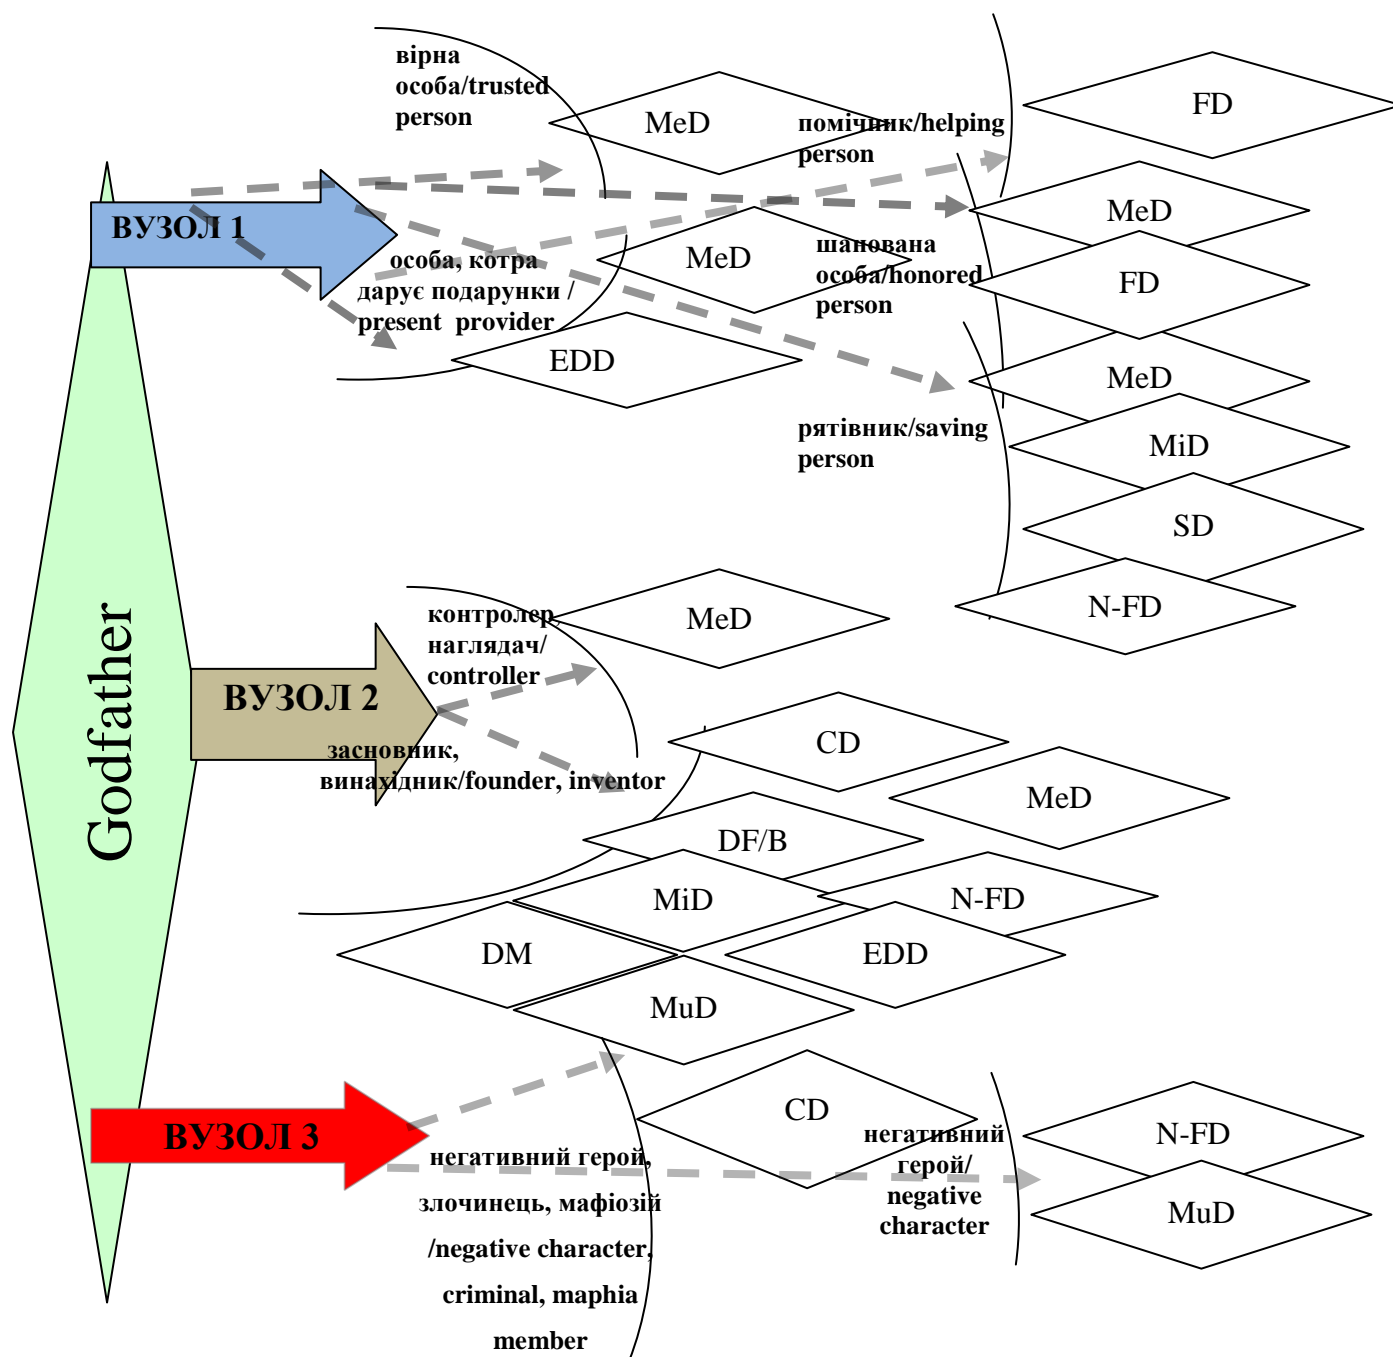 Godfather
ВУЗОЛ 1
вірна
особа/trusted
person
MeD
помічник/helping
person
FD
особа, котра
дарує подарунки /
present provider
MeD
EDD
шанована
особа/honored
person
MeD
FD
рятівник/saving
person
MeD
MiD
SD
N-FD
ВУЗОЛ 2
контролер,
наглядач/
controller
MeD
засновник,
винахідник/founder, inventor
CD
MeD
DF/B
MiD
N-FD
DM
EDD
MuD
ВУЗОЛ 3
негативний герой,
злочинець, мафіозій
/negative character,
criminal, maphia
member
CD
негативний
герой/
negative
character
N-FD
MuD